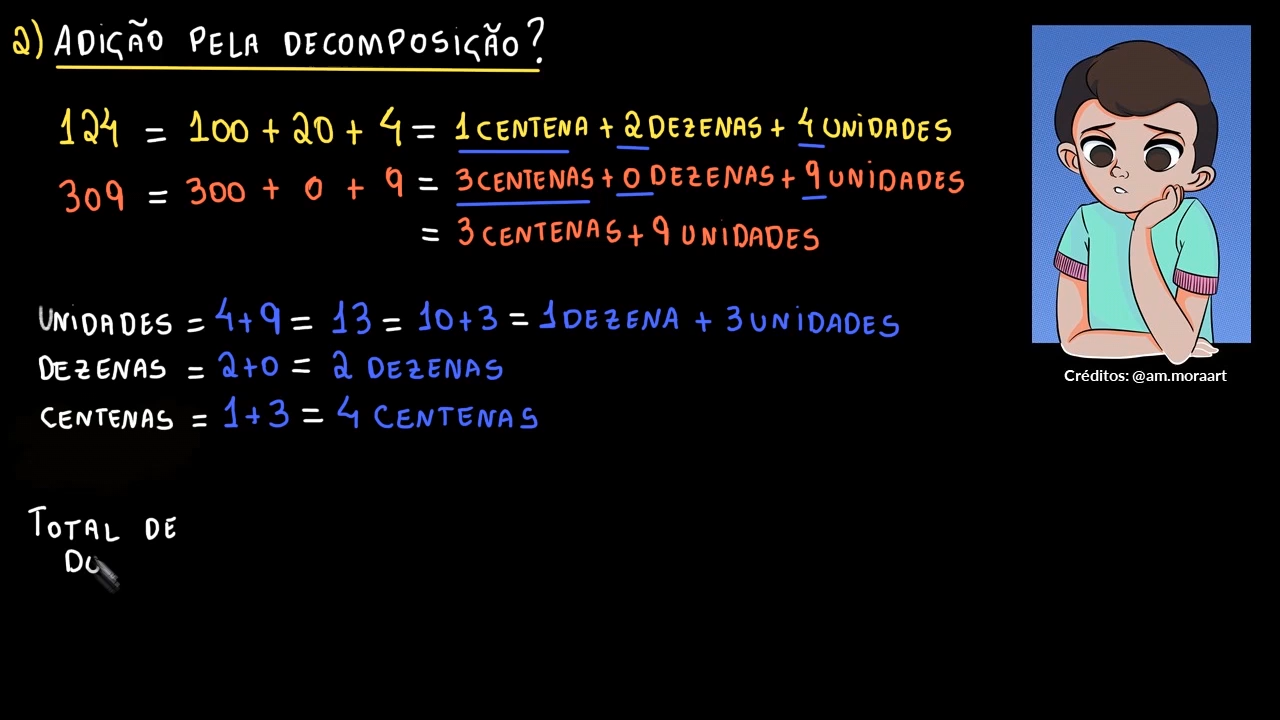 2) ADIÇÃO PELA DECOMPOSIÇÃO?
124 = 100 + 20 + 4 = 1 CENTENA + 2 DEZENAS + 4 UNIDADES
309 = 300 + 0 + 9 = 3 CENTENAS + 0 DEZENAS + 9 UNIDADES
= 3 CENTENAS + 9 UNIDADES
UNIDADES = 4+9 = 13 = 10+3 = 1 DEZENA + 3 UNIDADES
DEZENAS = 2+0 = 2 DEZENAS
CENTENAS = 1+3 = 4 CENTENAS
TOTAL DE
DO
Créditos: @am.moraart